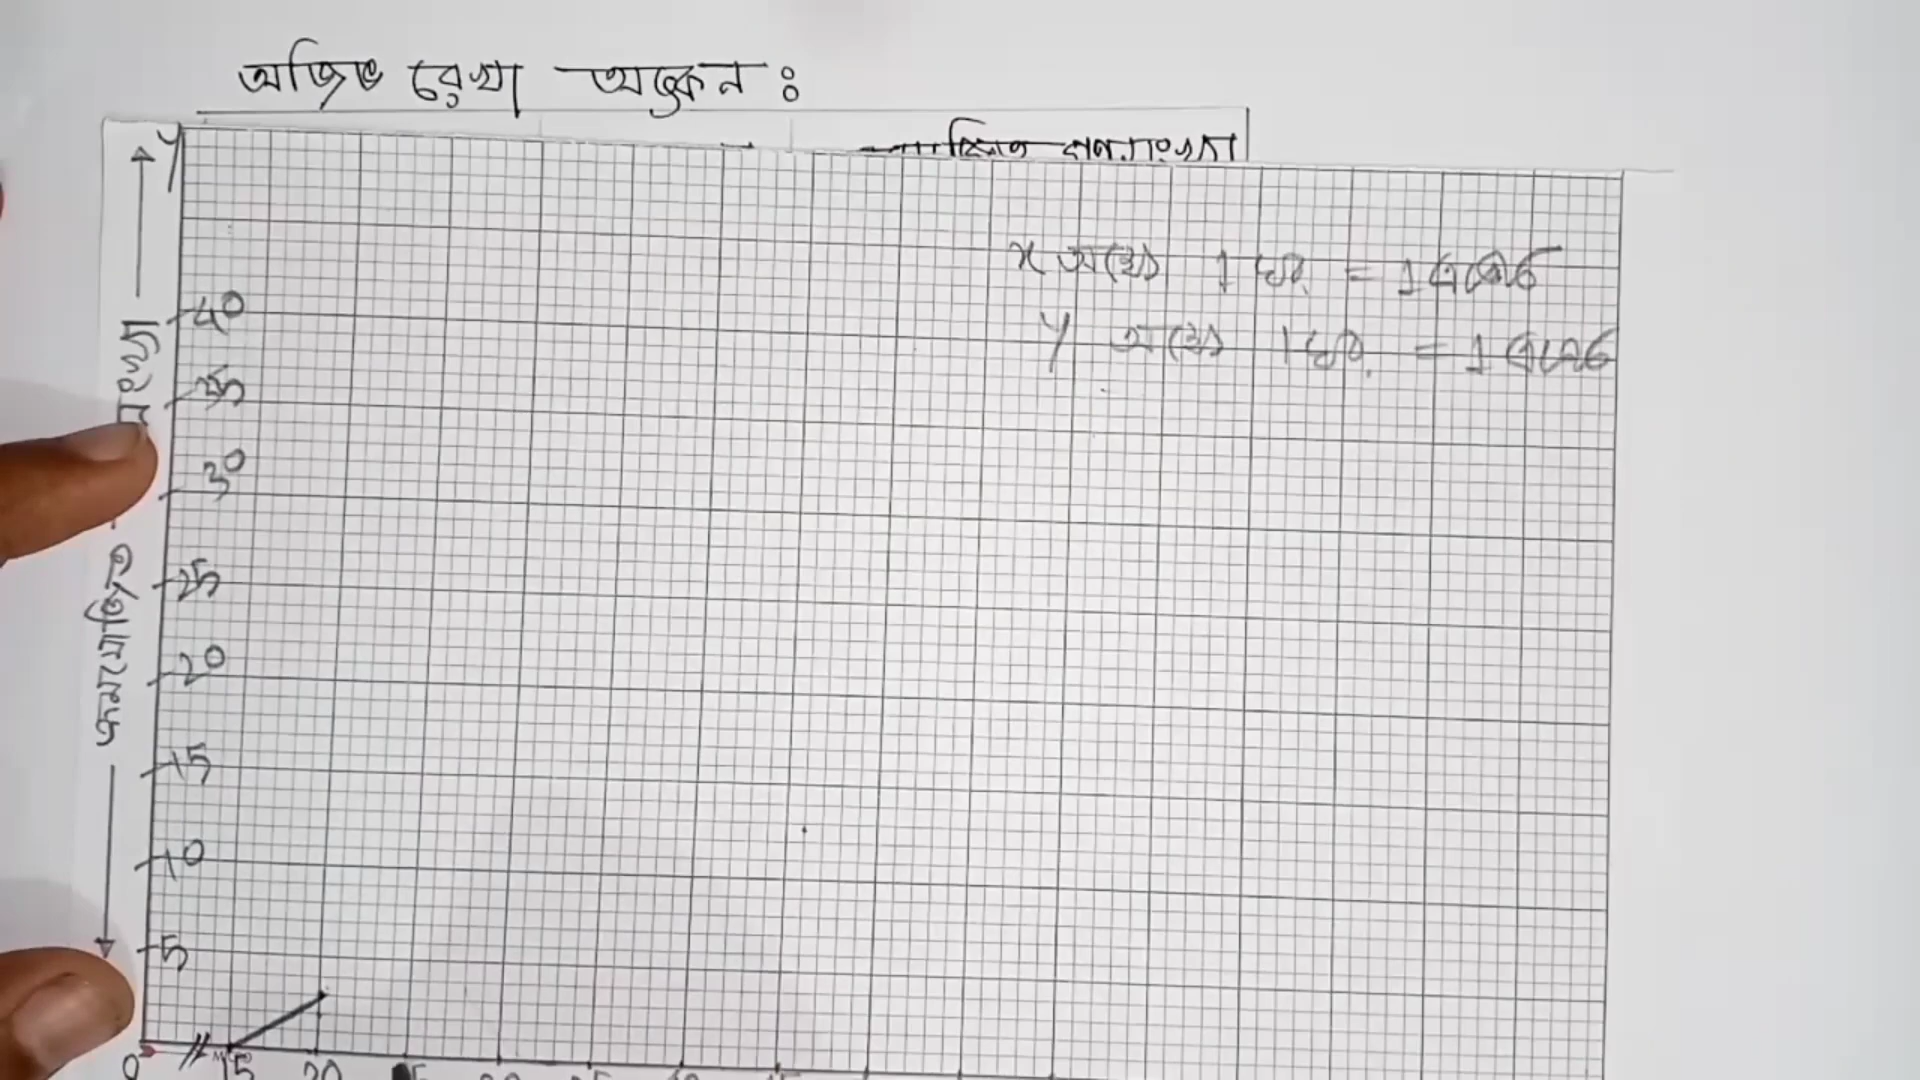 অজিভ রেখা অঙ্কন ঃ
y
x অক্ষে 1 ঘর = 1 একক
y অক্ষে 1 ঘর = 1 একক
40
35
30
25
20
15
10
5
ক্রমযোজিত
0 15 20